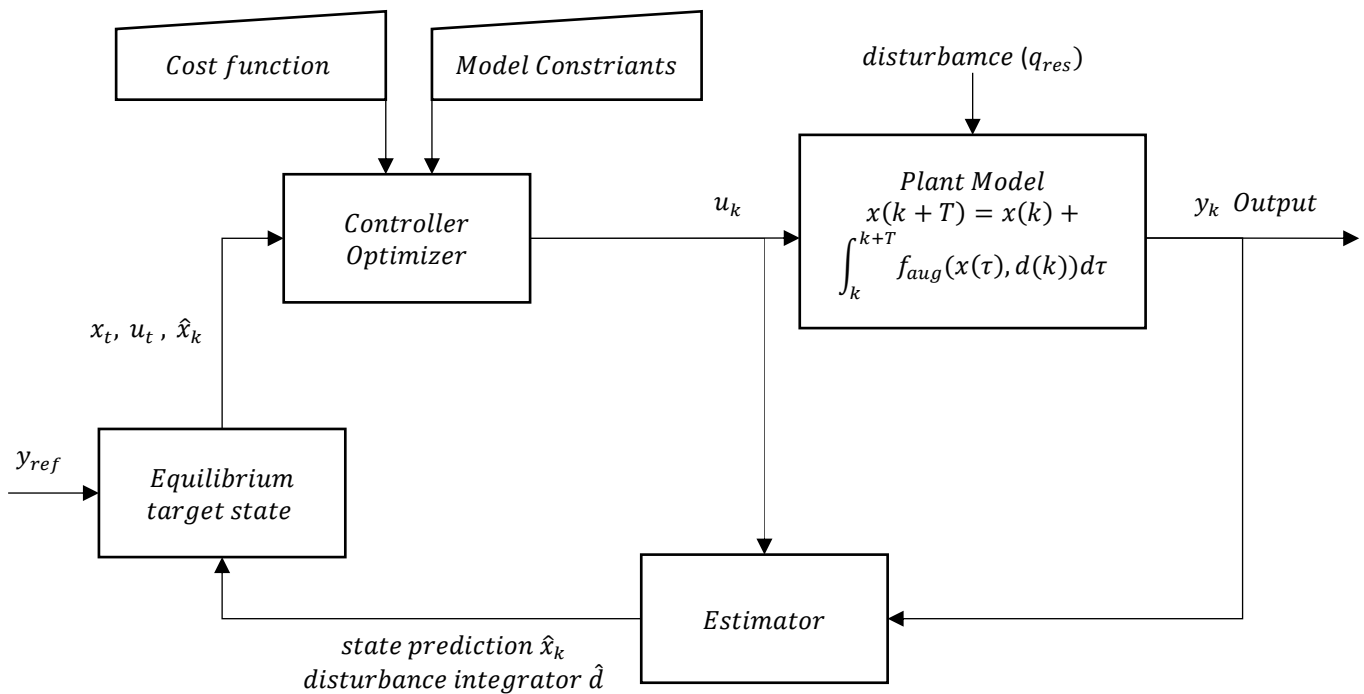 Cost function
Model Constriants
disturbamce (q_res)
Plant Model
x(k + T) = x(k) +
∫_k^{k+T} f_aug(x(τ), d(k))dτ
Controller
Optimizer
u_k
y_k Output
x_t, u_t , x̂_k
y_ref
Equilibrium
target state
Estimator
state prediction x̂_k
disturbance integrator d̂